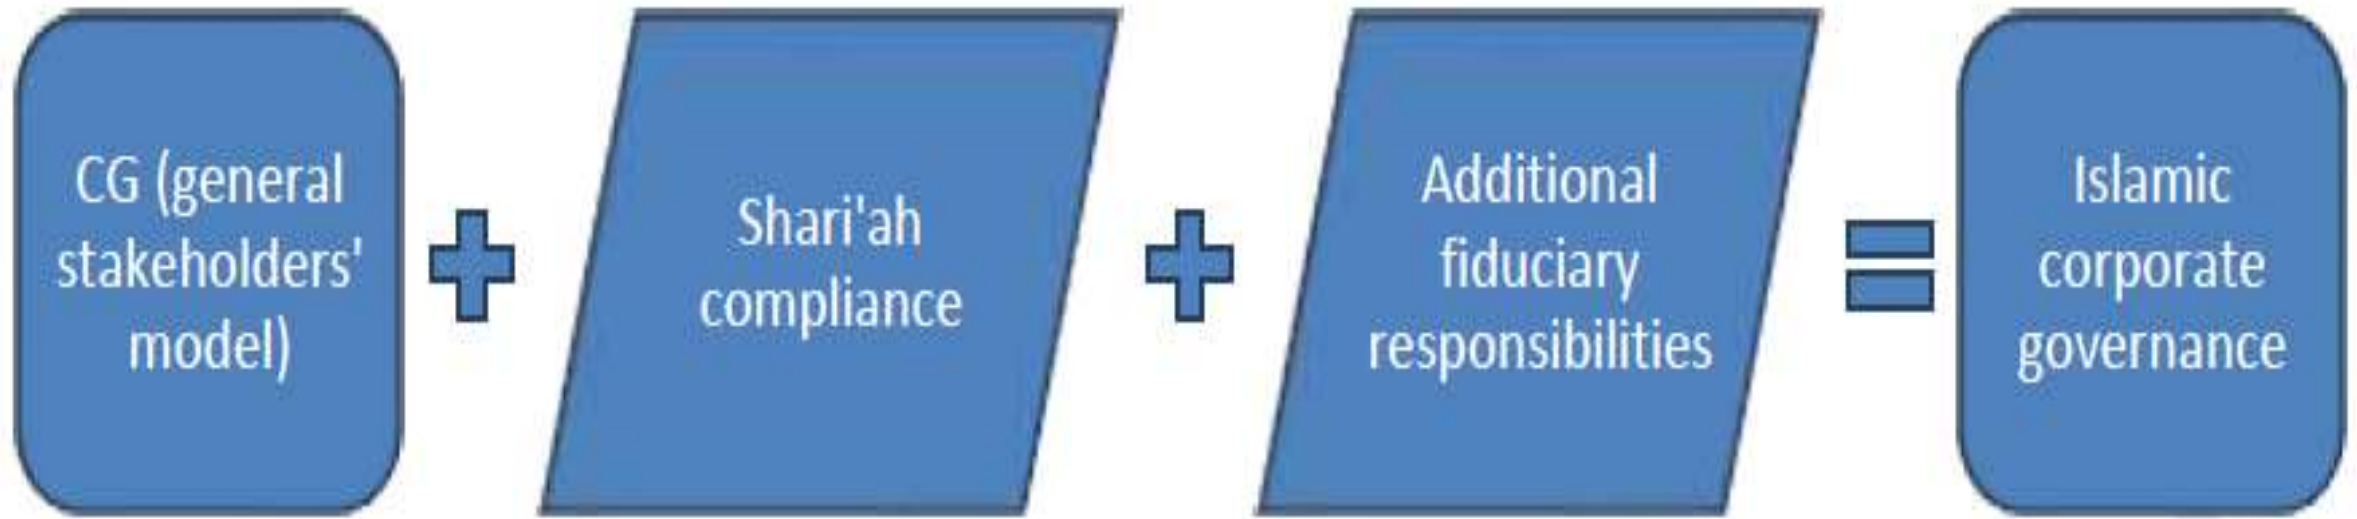 CG (general
stakeholders'
model)
Shari'ah
compliance
Additional
fiduciary
responsibilities
Islamic
corporate
governance